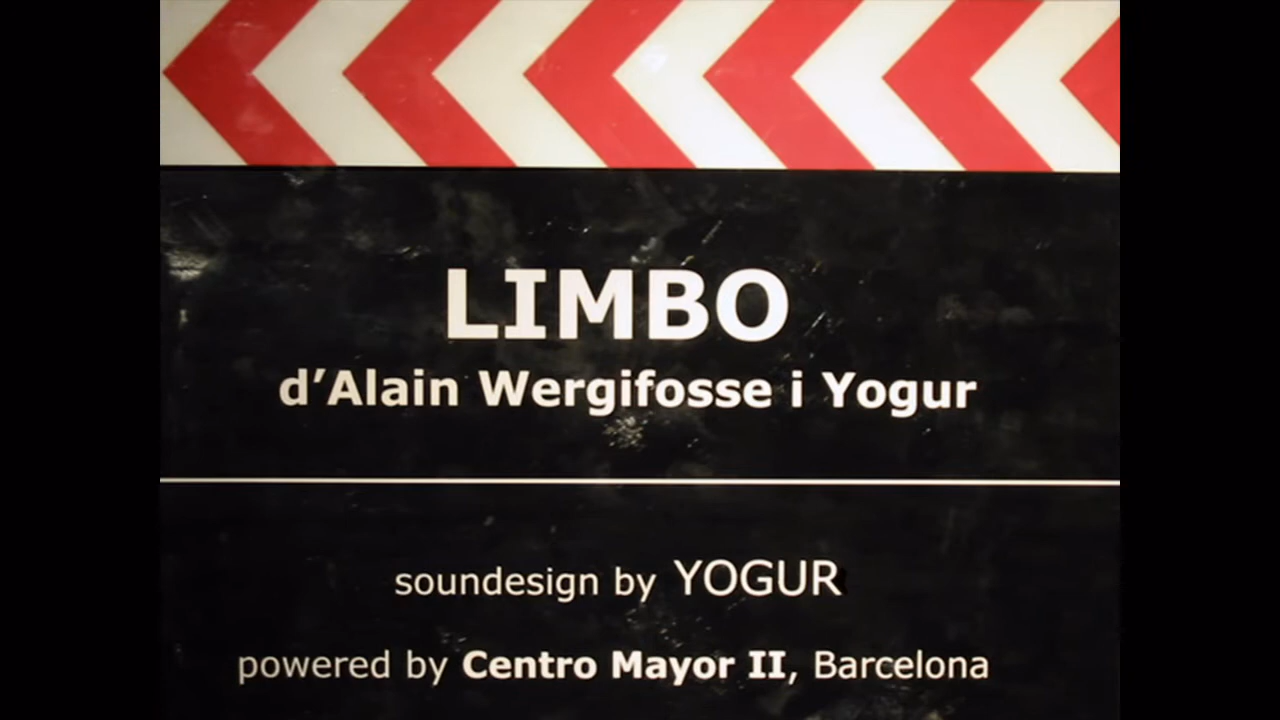 LIMBO
d’Alain Wergifosse i Yogur
soundesign by YOGUR
powered by Centro Mayor II, Barcelona